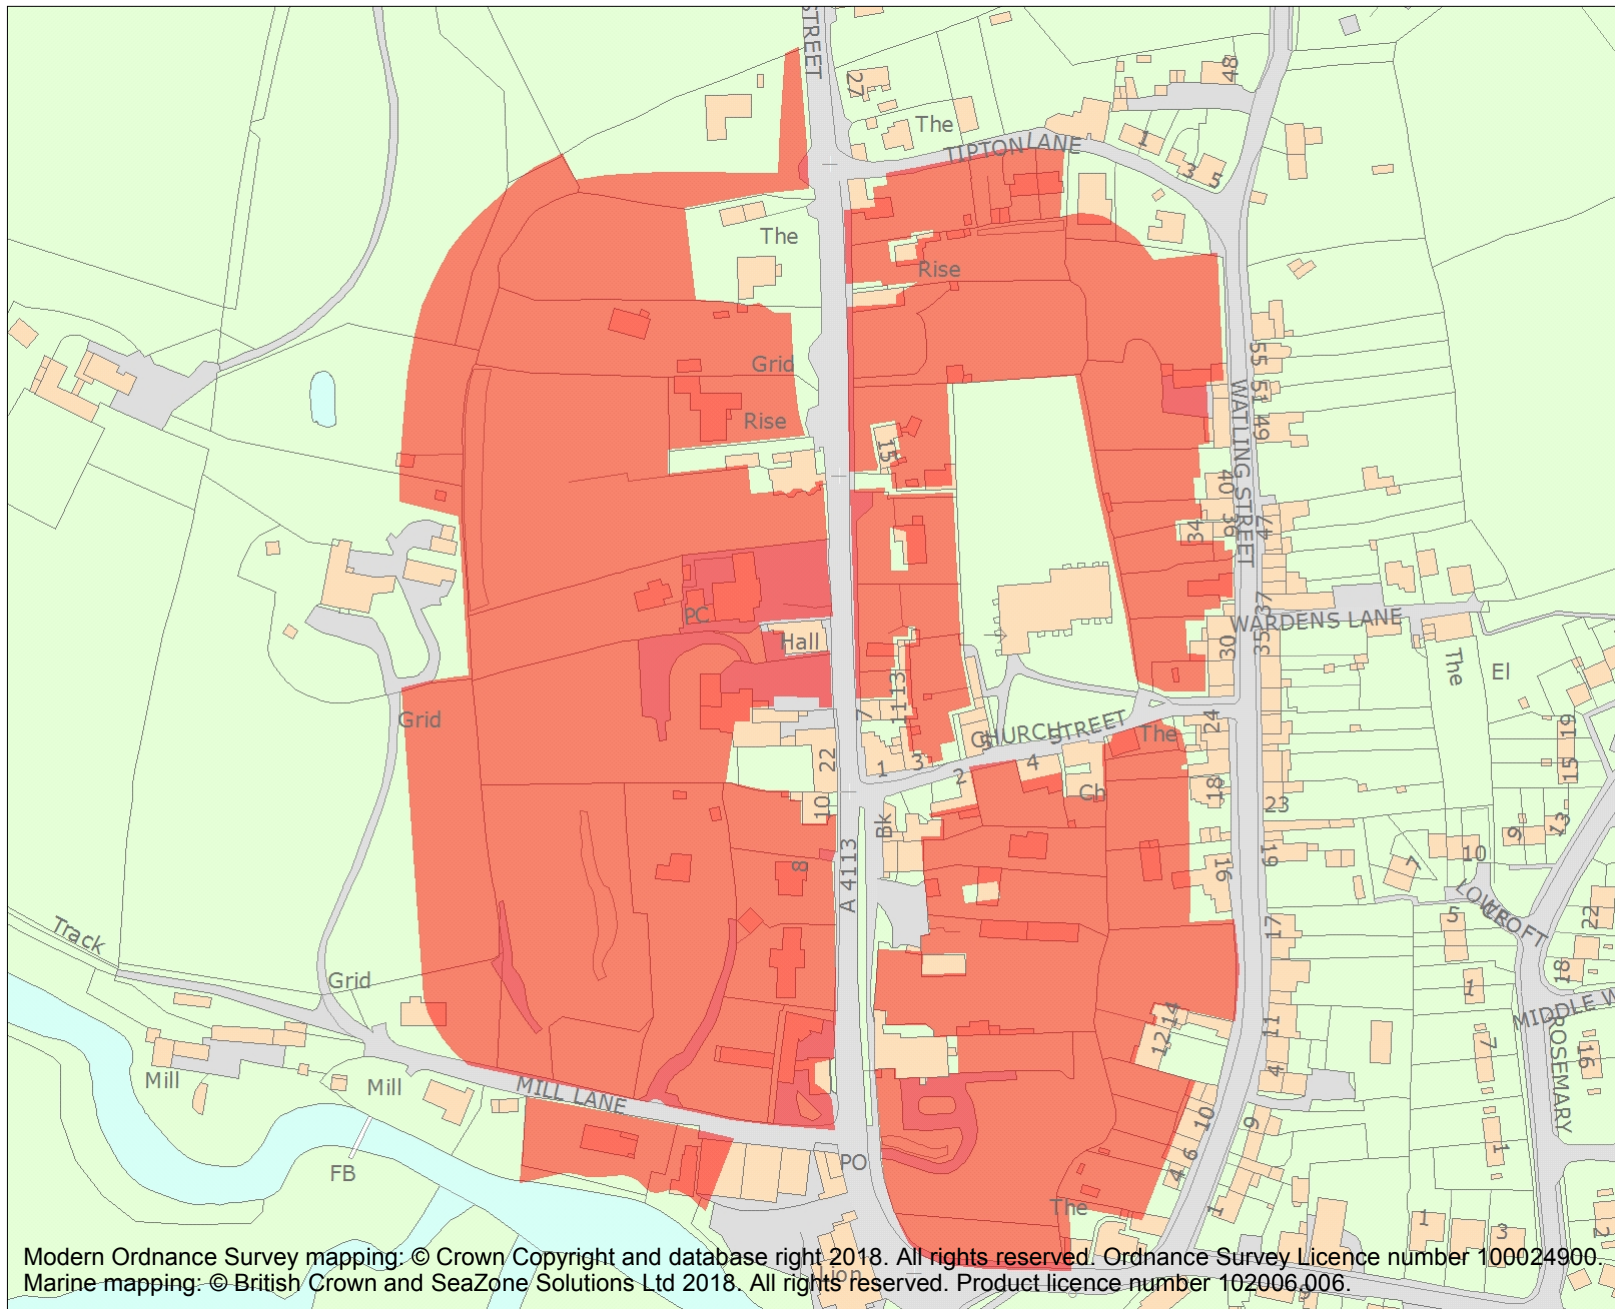 STREET
27
48
The
TIPTON LANE
1
3
5
The
Rise
Grid
Rise
15
55
51
49
WATLING STREET
40
36
34
47
PC
Hall
37
WARDENS LANE
35
30
The
El
Grid
11 13
7
24
The
CHURCH STREET
5
9
19
15
22
1
3
2
4
Cb
18
23
10
Bk
9
13
8
A 4113
16
19
7
10
LOWCROFT
5
22
17
Track
Grid
18
1
MIDDLE W
14
12
11
ROSEMARY
7
16
4
Mill
Mill
MILL LANE
10
9
1
FB
PO
6
4
The
1
1
3
2
Modern Ordnance Survey mapping: © Crown Copyright and database right 2018. All rights reserved. Ordnance Survey Licence number 100024900.
Marine mapping: © British Crown and SeaZone Solutions Ltd 2018. All rights reserved. Product licence number 102006.006.